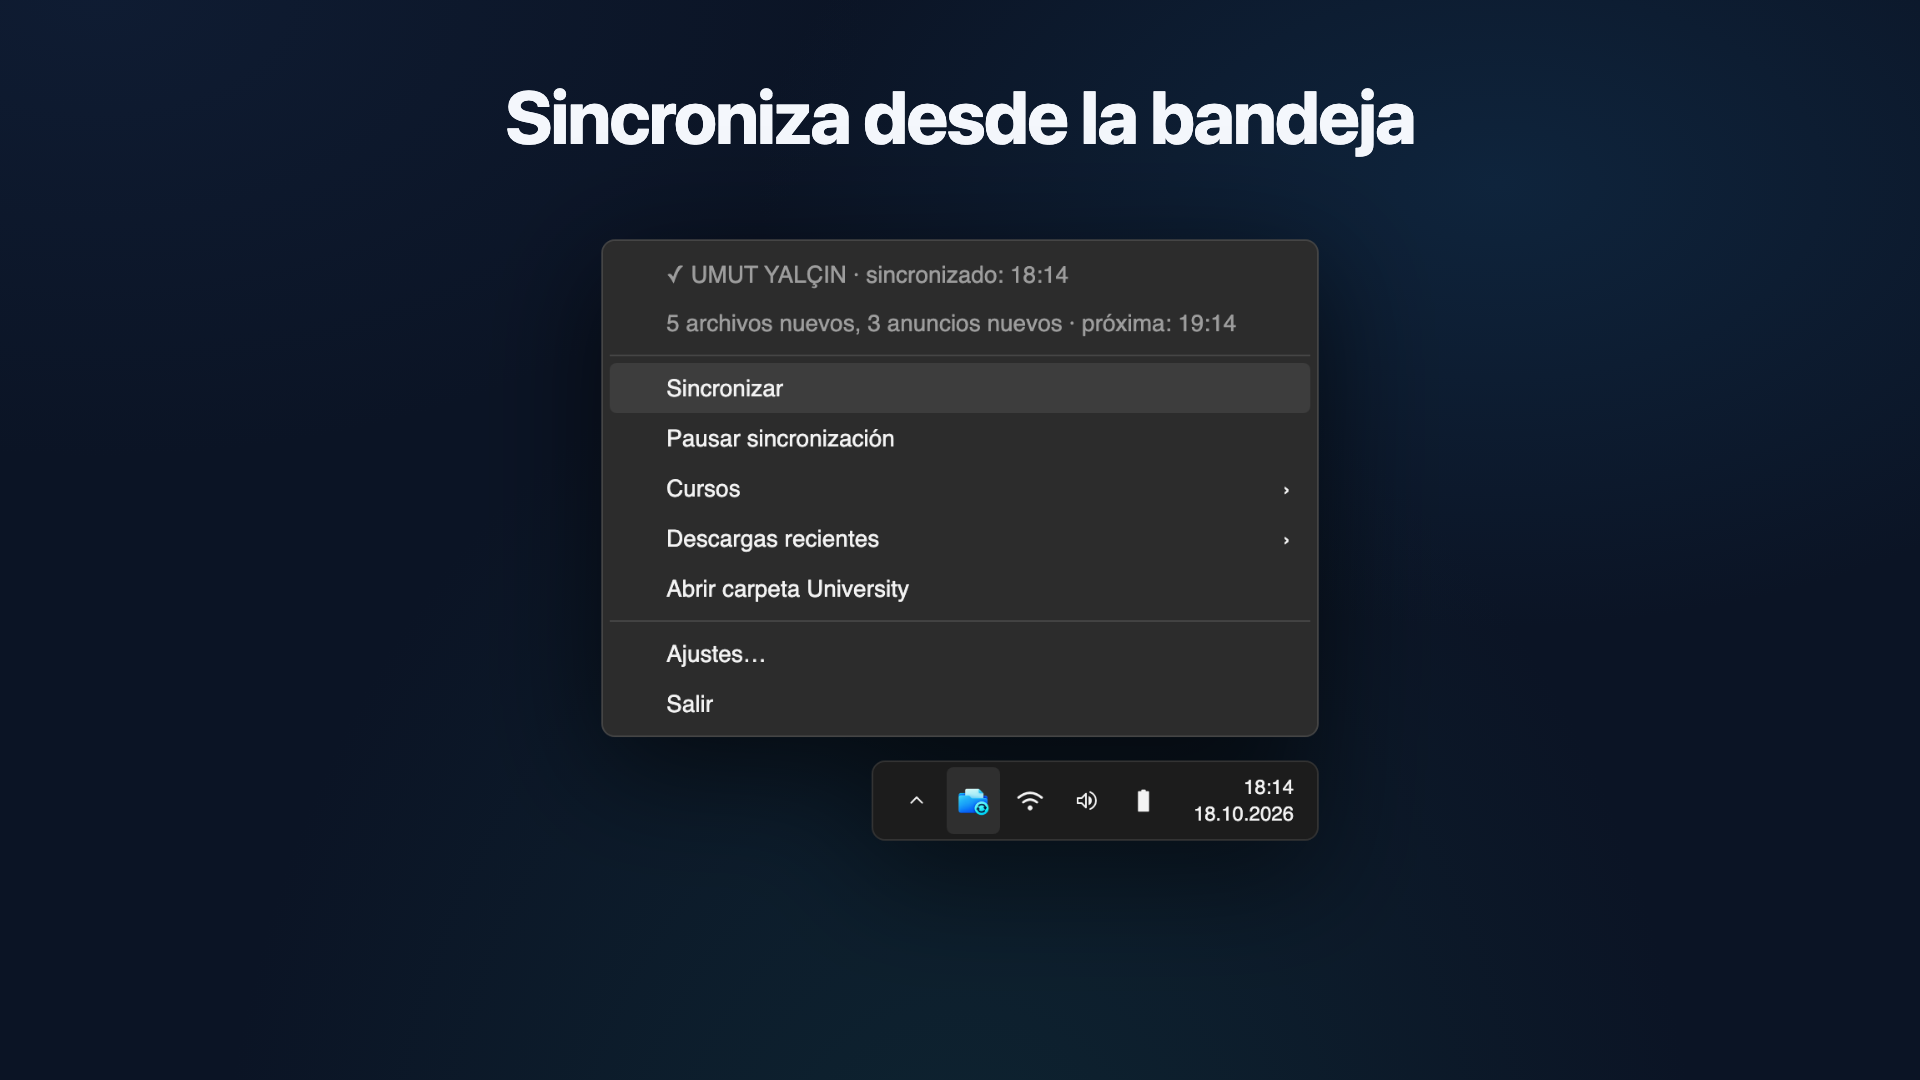 Sincroniza desde la bandeja
✓ UMUT YALÇIN · sincronizado: 18:14
5 archivos nuevos, 3 anuncios nuevos · próxima: 19:14
Sincronizar
Pausar sincronización
Cursos
Descargas recientes
Abrir carpeta University
Ajustes…
Salir
18:14
18.10.2026